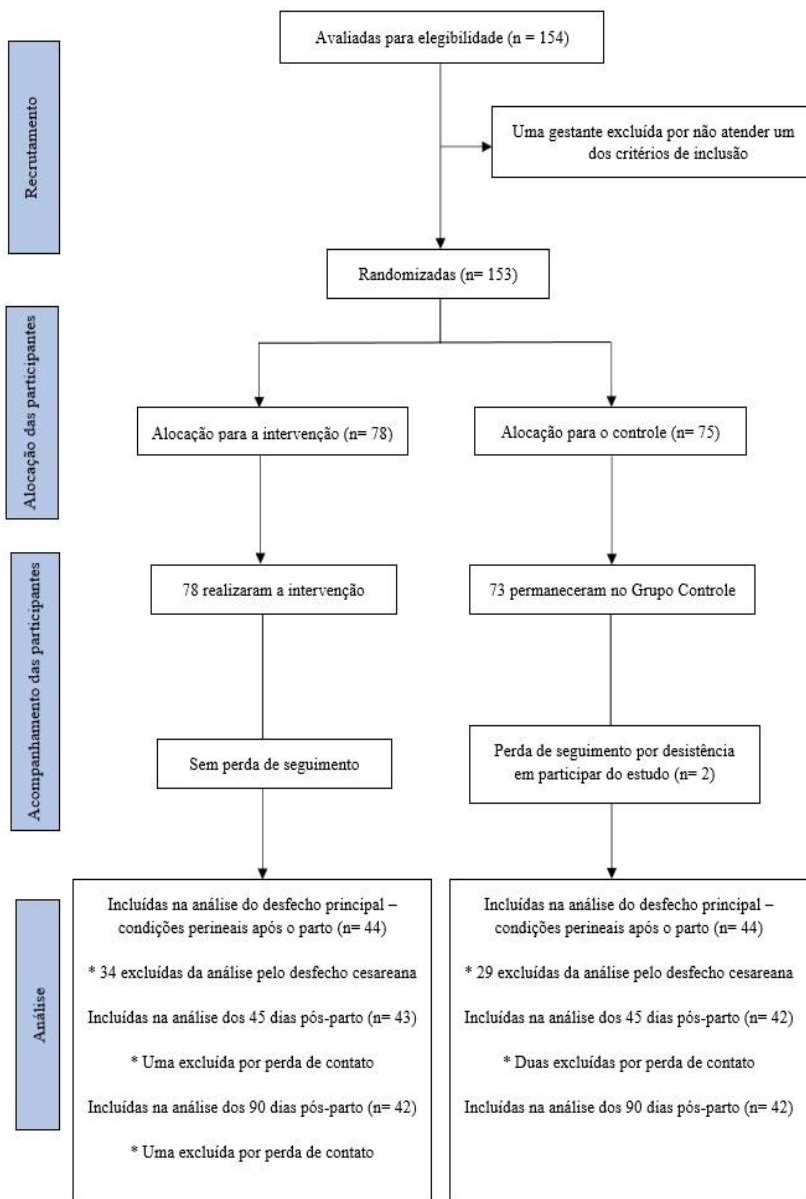 Avaliadas para elegibilidade (n = 154)
Recrutamento
Uma gestante excluída por não atender um
dos critérios de inclusão
Randomizadas (n= 153)
Alocação das participantes
Alocação para a intervenção (n= 78)
Alocação para o controle (n= 75)
Acompanhamento das participantes
78 realizaram a intervenção
73 permaneceram no Grupo Controle
Sem perda de seguimento
Perda de seguimento por desistência
em participar do estudo (n= 2)
Análise
Incluídas na análise do desfecho principal –
condições perineais após o parto (n= 44)
* 34 excluídas da análise pelo desfecho cesareana
Incluídas na análise dos 45 dias pós-parto (n= 43)
* Uma excluída por perda de contato
Incluídas na análise dos 90 dias pós-parto (n= 42)
* Uma excluída por perda de contato
Incluídas na análise do desfecho principal –
condições perineais após o parto (n= 44)
* 29 excluídas da análise pelo desfecho cesareana
Incluídas na análise dos 45 dias pós-parto (n= 42)
* Duas excluídas por perda de contato
Incluídas na análise dos 90 dias pós-parto (n= 42)